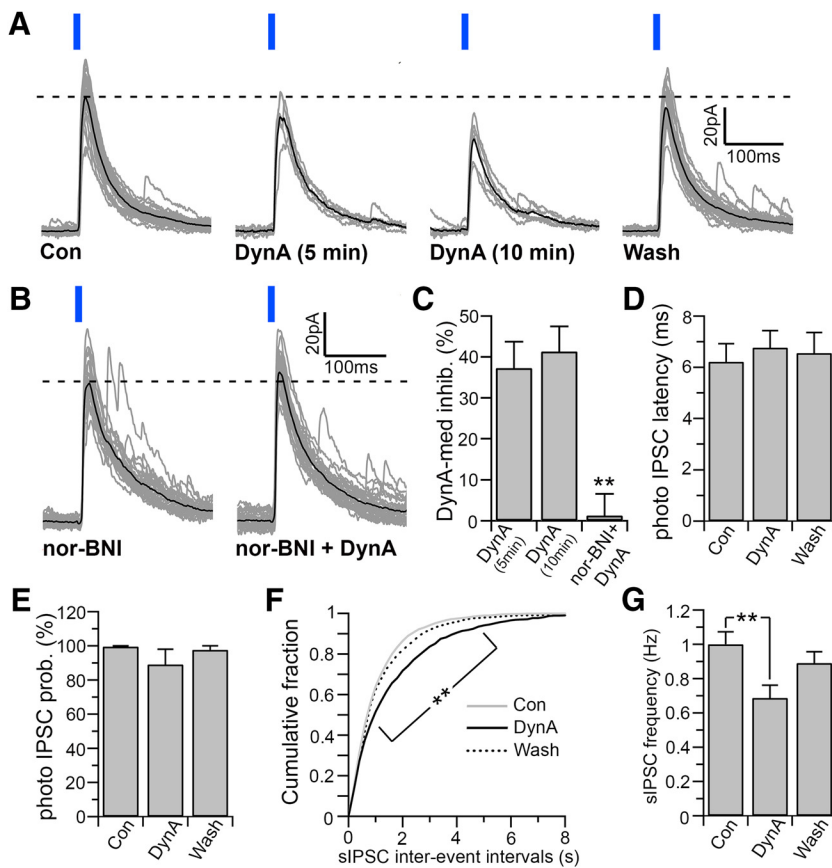 A
20pA
100ms
Con
DynA (5 min)
DynA (10 min)
Wash
B
20pA
100ms
nor-BNI
nor-BNI + DynA
C
DynA-med inhib. (%)
50
40
30
20
10
0
**
DynA
(5min)
DynA
(10min)
nor-BNI+
DynA
D
photo IPSC latency (ms)
8
6
4
2
0
Con
DynA
Wash
E
photo IPSC prob. (%)
120
100
80
60
40
20
0
Con
DynA
Wash
F
Cumulative fraction
1
0.8
0.6
0.4
0.2
0
**
Con
DynA
Wash
0 2 4 6 8
sIPSC inter-event intervals (s)
G
sIPSC frequency (Hz)
1.2
1
0.8
0.6
0.4
0.2
0
**
Con
DynA
Wash